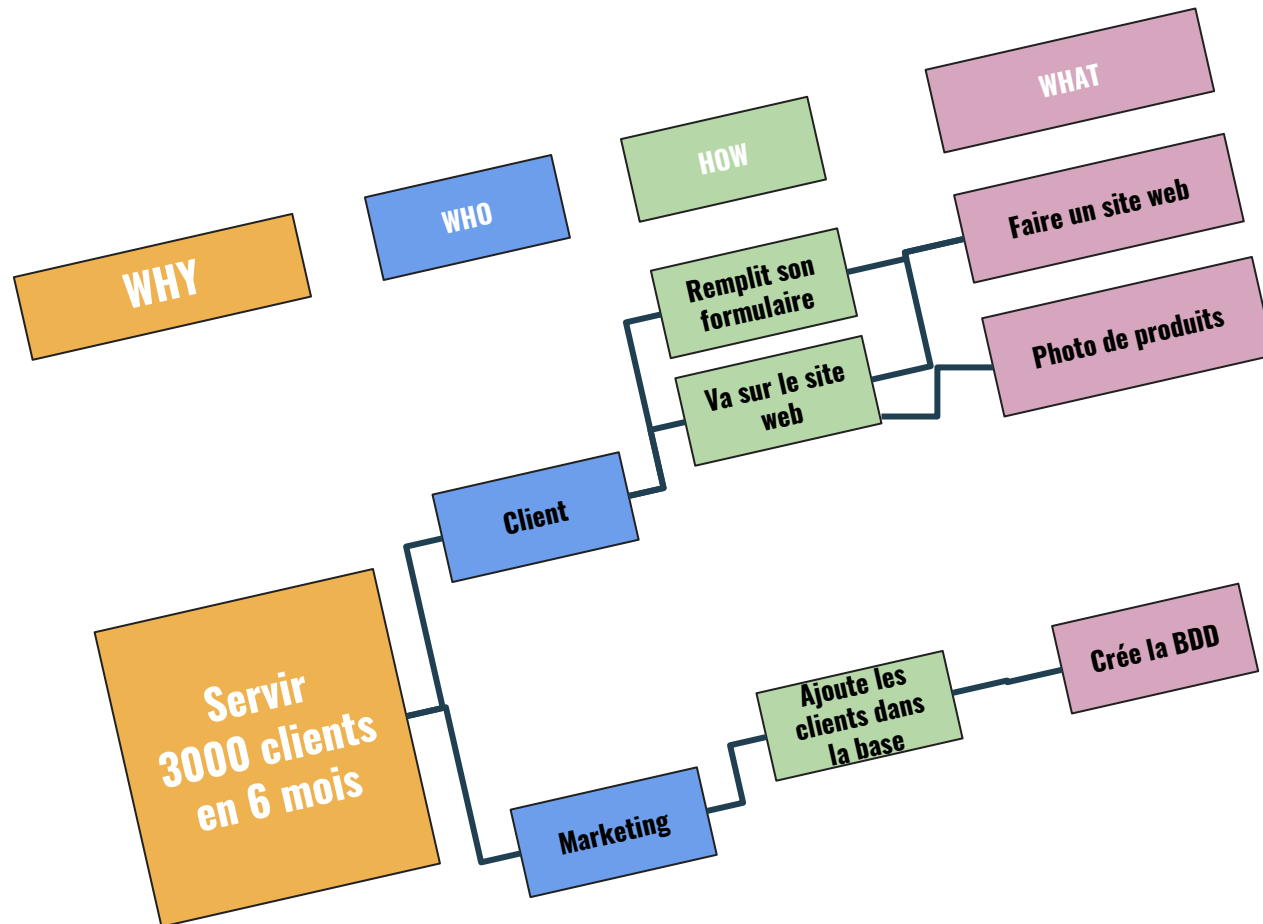 WHY
WHO
HOW
WHAT
Servir
3000 clients
en 6 mois
Client
Marketing
Remplit son
formulaire
Va sur le site
web
Ajoute les
clients dans
la base
Faire un site web
Photo de produits
Crée la BDD